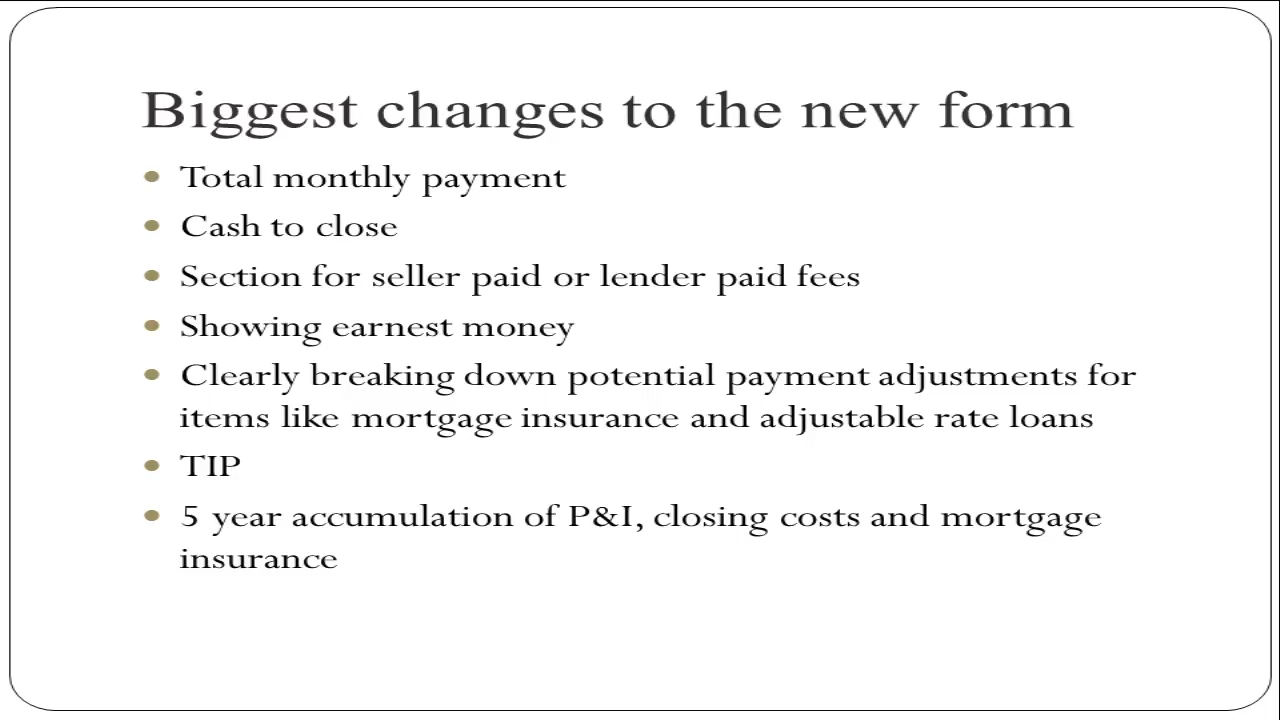 Biggest changes to the new form
• Total monthly payment
• Cash to close
• Section for seller paid or lender paid fees
• Showing earnest money
• Clearly breaking down potential payment adjustments for
items like mortgage insurance and adjustable rate loans
• TIP
• 5 year accumulation of P&I, closing costs and mortgage
insurance